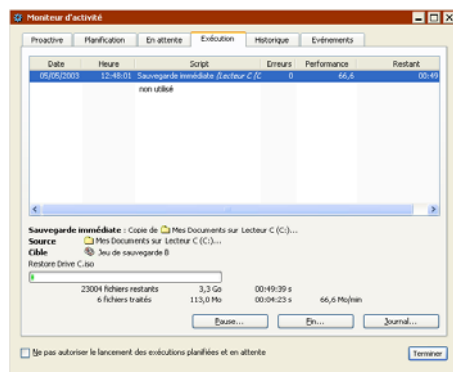 Moniteur d'activité
Proactive Planification En attente Exécution Historique Evénements
Date Heure Script Erreurs Performance Restant
05/05/2003 12:48:01 Sauvegarde immédiate (Lecteur C (C 0 66,6 00:49
non utilisé
Sauvegarde immédiate : Copie de Mes Documents sur Lecteur C (C:)...
Source Mes Documents sur Lecteur C (C:)...
Cible Jeu de sauvegarde B
Restore Drive C.iso
23004 fichiers restants 3,3 Go 00:49:39 s
6 fichiers traités 113,0 Mo 00:04:23 s 66,6 Mo/min
Pause... Fin... Journal...
Ne pas autoriser le lancement des exécutions planifiées et en attente Terminer